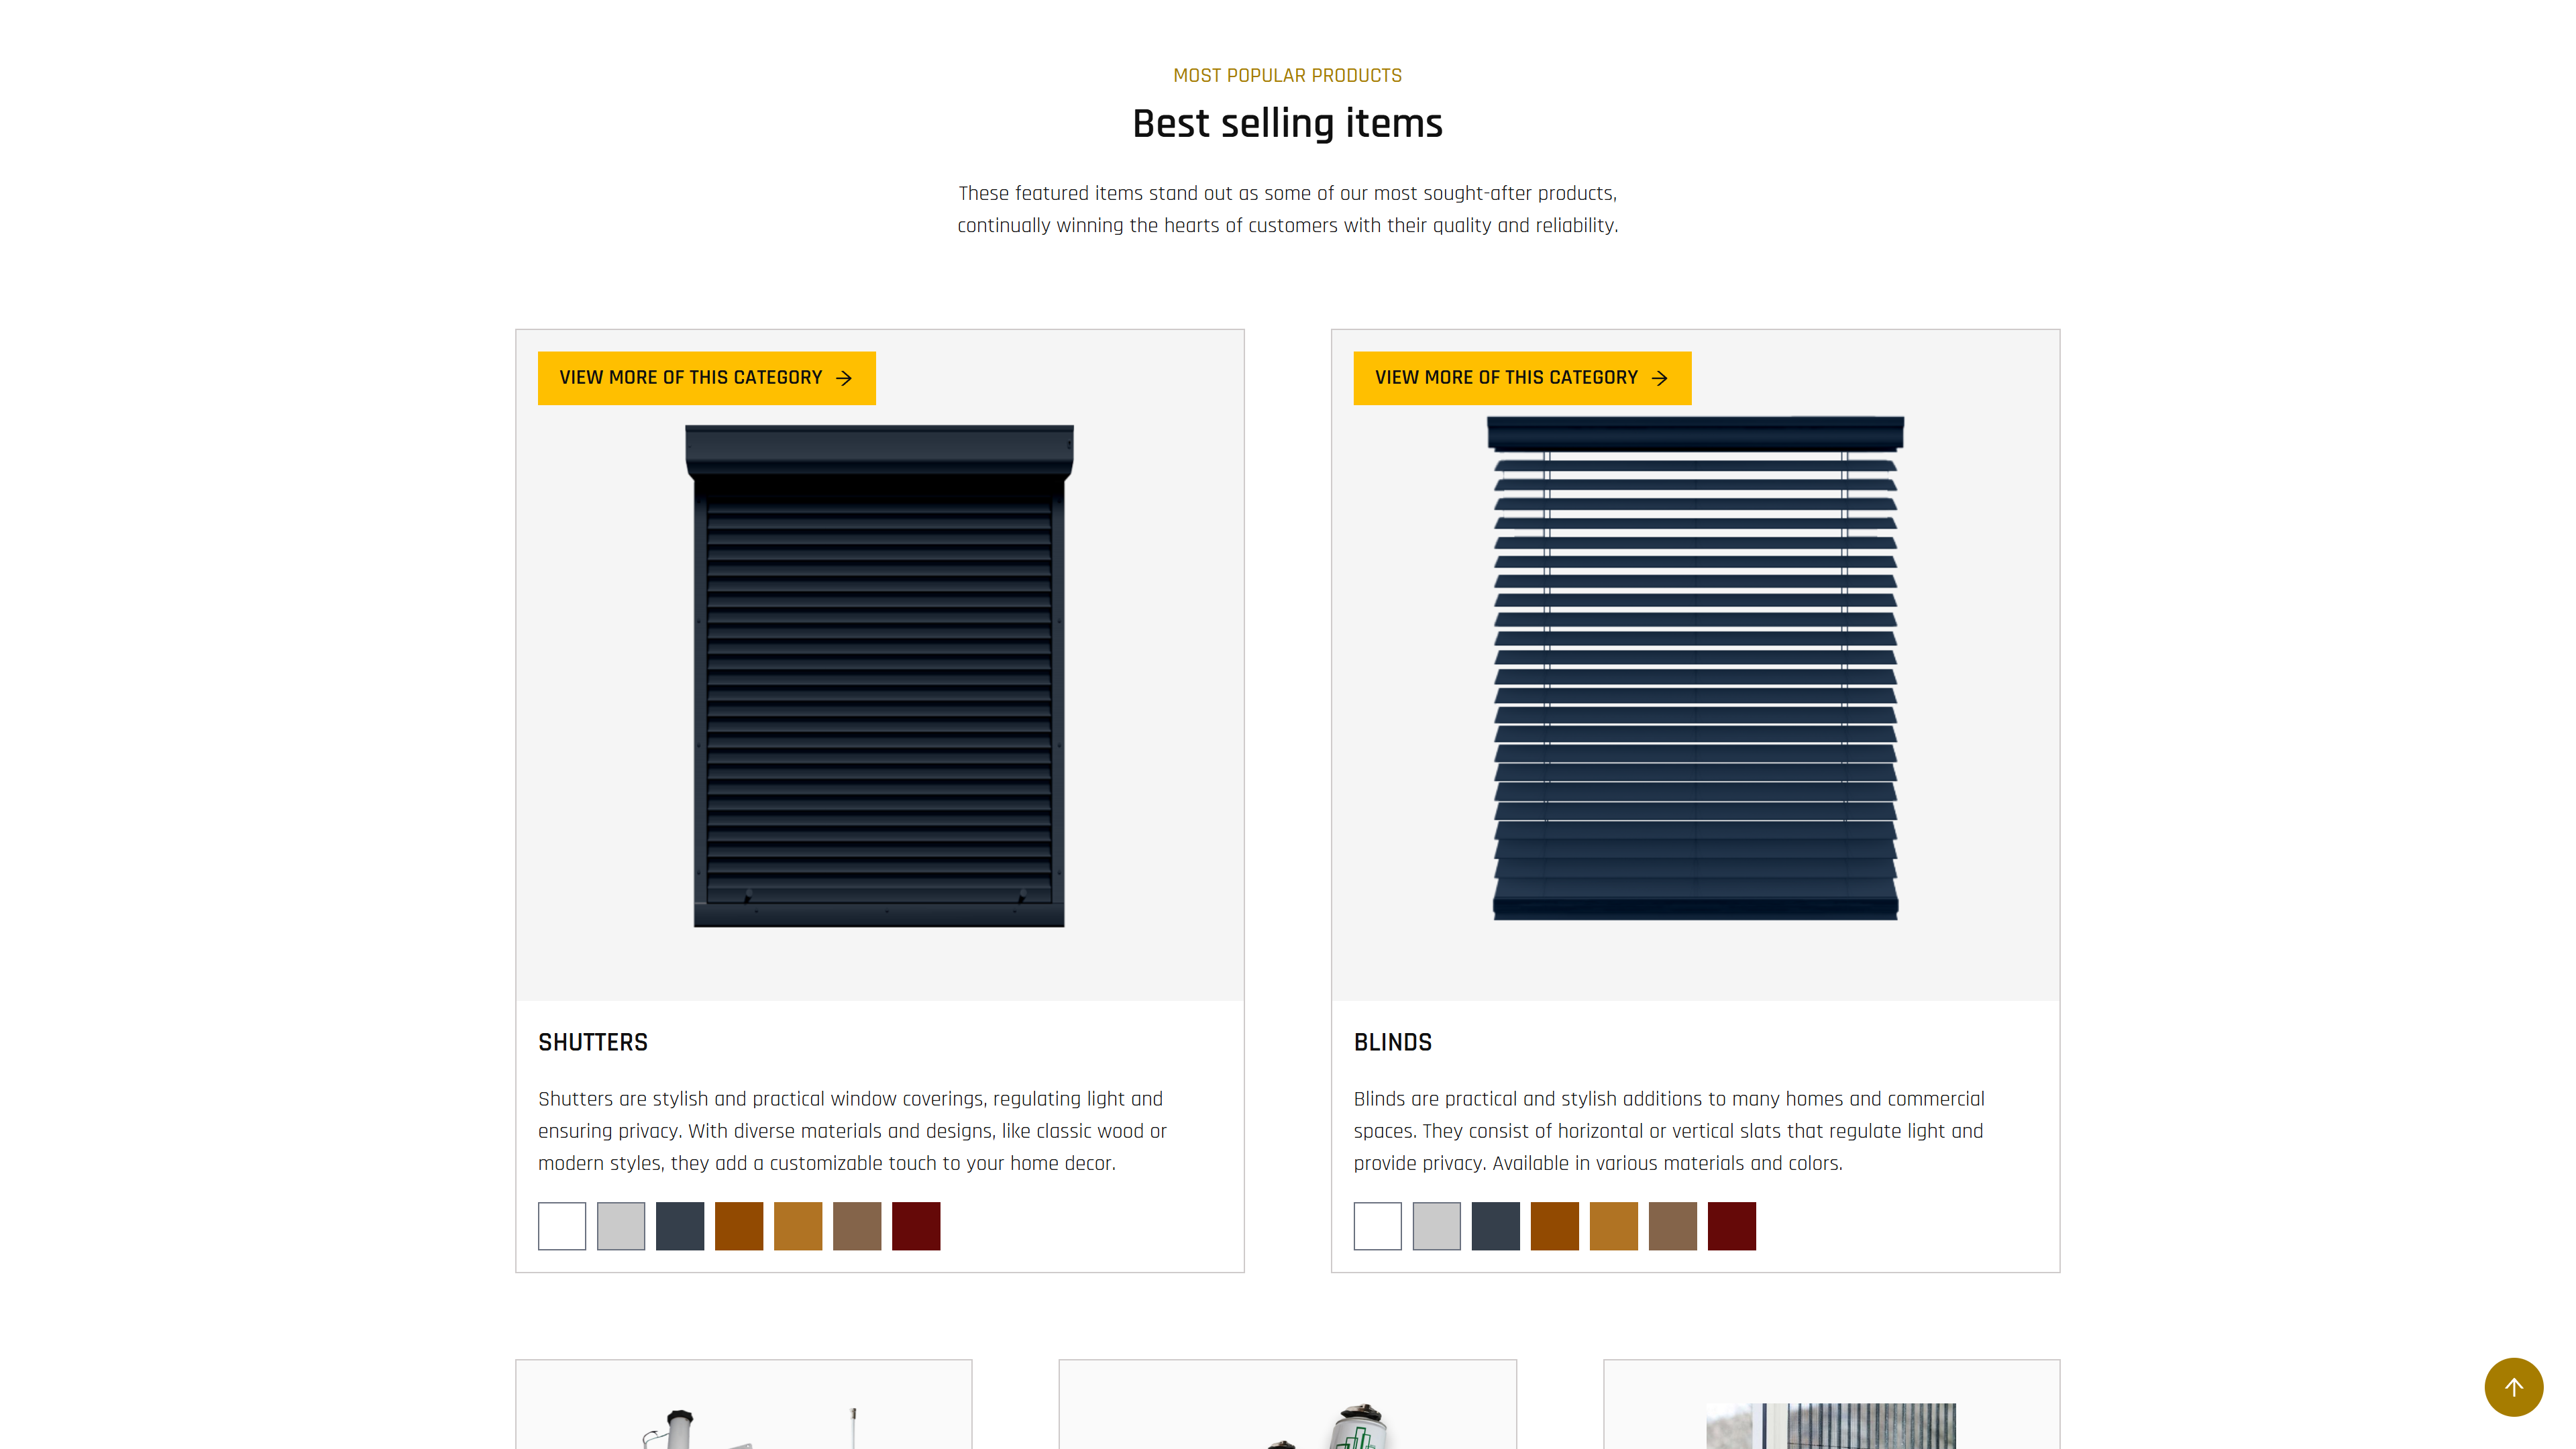 MOST POPULAR PRODUCTS
Best selling items
These featured items stand out as some of our most sought-after products,
continually winning the hearts of customers with their quality and reliability.
VIEW MORE OF THIS CATEGORY
SHUTTERS
Shutters are stylish and practical window coverings, regulating light and
ensuring privacy. With diverse materials and designs, like classic wood or
modern styles, they add a customizable touch to your home decor.
VIEW MORE OF THIS CATEGORY
BLINDS
Blinds are practical and stylish additions to many homes and commercial
spaces. They consist of horizontal or vertical slats that regulate light and
provide privacy. Available in various materials and colors.